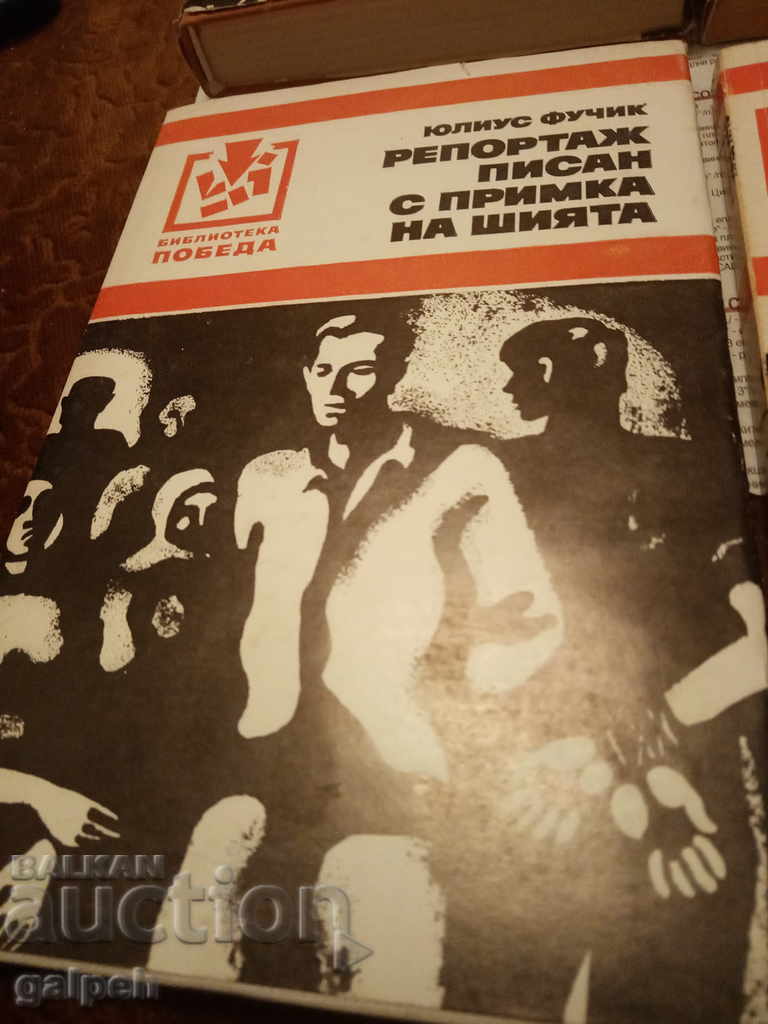 ЮЛИУС ФУЧИК
РЕПОРТАЖ
ПИСАН
С ПРИМКА
НА ШИЯТА
БИБЛИОТЕКА
ПОБЕДА
BALKAN
auction
galpeh